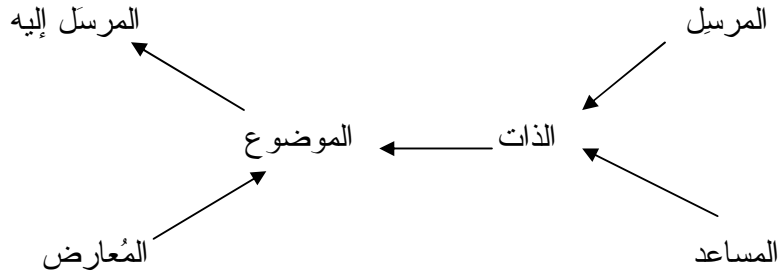 المرسِل المرسَل إليه
الذات الموضوع
المساعد المُعارض